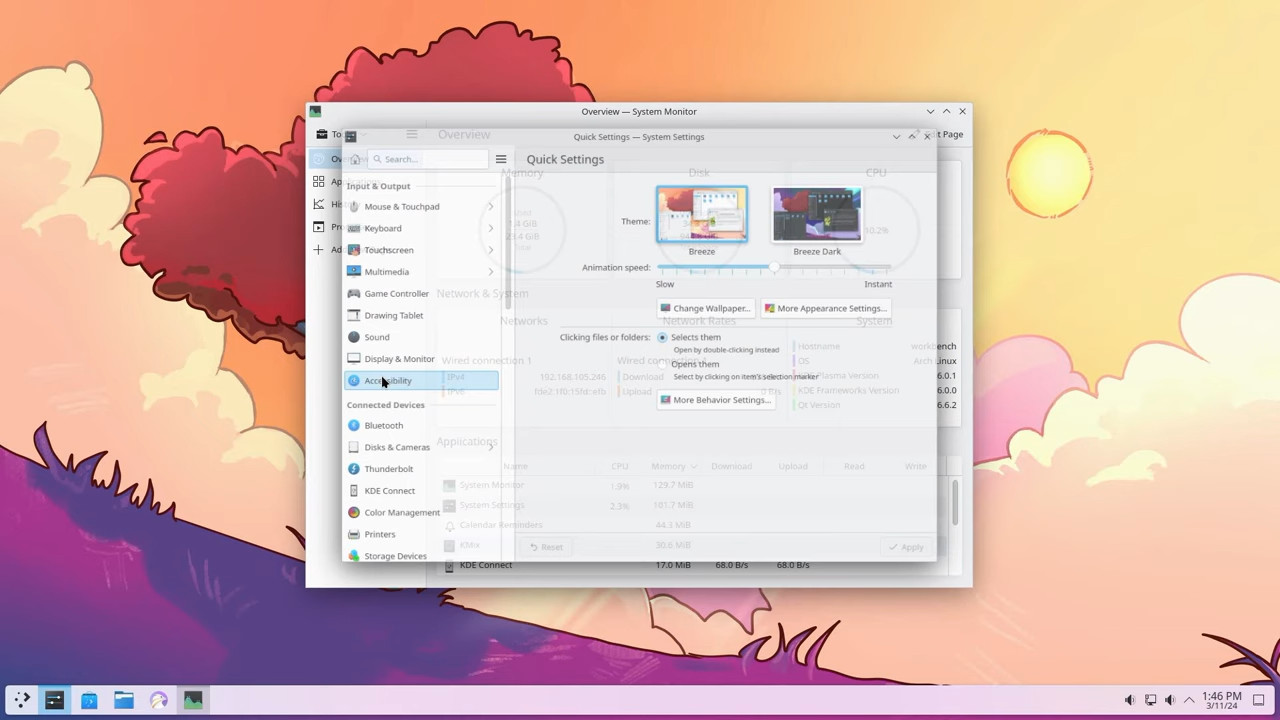 Overview — System Monitor
Quick Settings — System Settings
Overview
Edit Page
Search...
Quick Settings
Memory
Disk
CPU
Input & Output
Mouse & Touchpad
Keyboard
Touchscreen
Multimedia
Game Controller
Drawing Tablet
Sound
Display & Monitor
Accessibility
Connected Devices
Bluetooth
Disks & Cameras
Thunderbolt
KDE Connect
Color Management
Printers
Storage Devices
Theme:
10.2%
Breeze
Breeze Dark
Animation speed:
Slow
Instant
Network & System
Change Wallpaper...
More Appearance Settings...
Networks
Network Rates
System
Clicking files or folders:
Selects them
Open by double-clicking instead
Opens them
Select by clicking on item's selection marker
More Behavior Settings...
Wired connection 1
IPv4
192.168.105.246
Download
Upload
Hostname
workbench
OS
Arch Linux
Plasma Version
6.0.1
KDE Frameworks Version
6.0.0
Qt Version
6.6.2
Applications
Name CPU Memory Download Upload Read Write
System Monitor 1.9% 129.7 MiB
System Settings 2.3% 101.7 MiB
Calendar Reminders 44.3 MiB
KMix 30.6 MiB
KDE Connect 17.0 MiB 68.0 B/s 68.0 B/s
Reset
Apply
1:46 PM
3/11/24